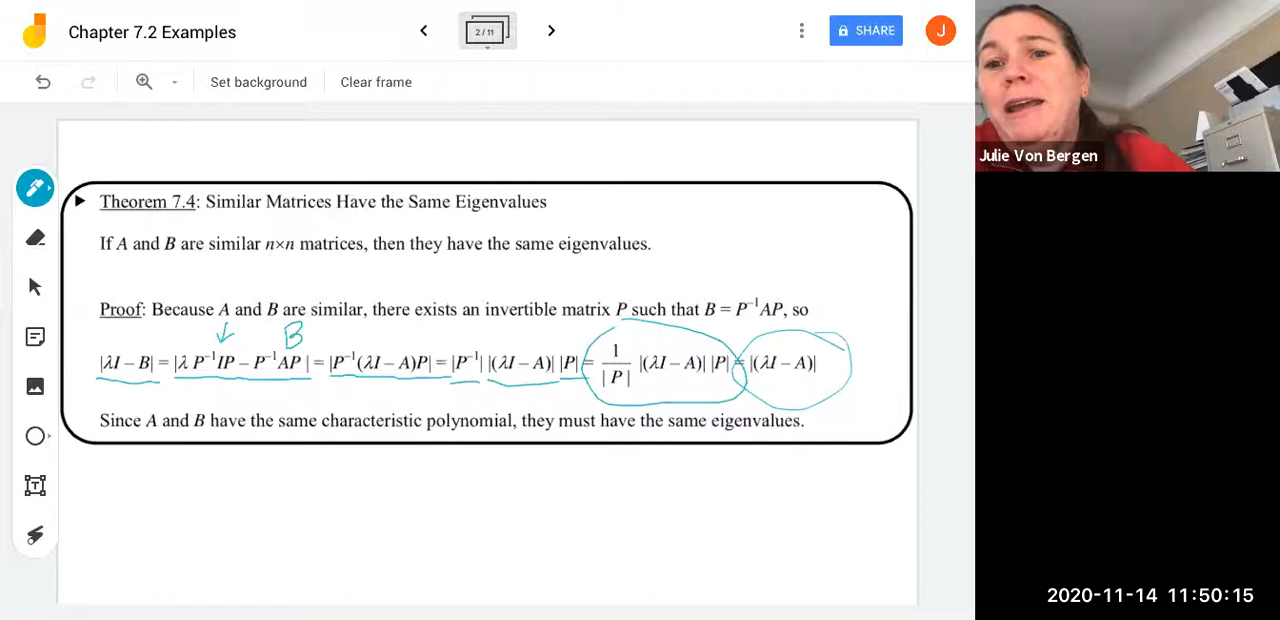 Chapter 7.2 Examples
2 / 11
SHARE
J
Set background
Clear frame
Julie Von Bergen
Theorem 7.4: Similar Matrices Have the Same Eigenvalues
If A and B are similar n×n matrices, then they have the same eigenvalues.
Proof: Because A and B are similar, there exists an invertible matrix P such that B = P⁻¹AP, so
B
|λI − B| = |λ P⁻¹IP − P⁻¹AP | = |P⁻¹(λI − A)P| = |P⁻¹| |(λI − A)| |P| = 1/|P| |(λI − A)| |P| = |(λI − A)|
Since A and B have the same characteristic polynomial, they must have the same eigenvalues.
T
2020-11-14 11:50:15